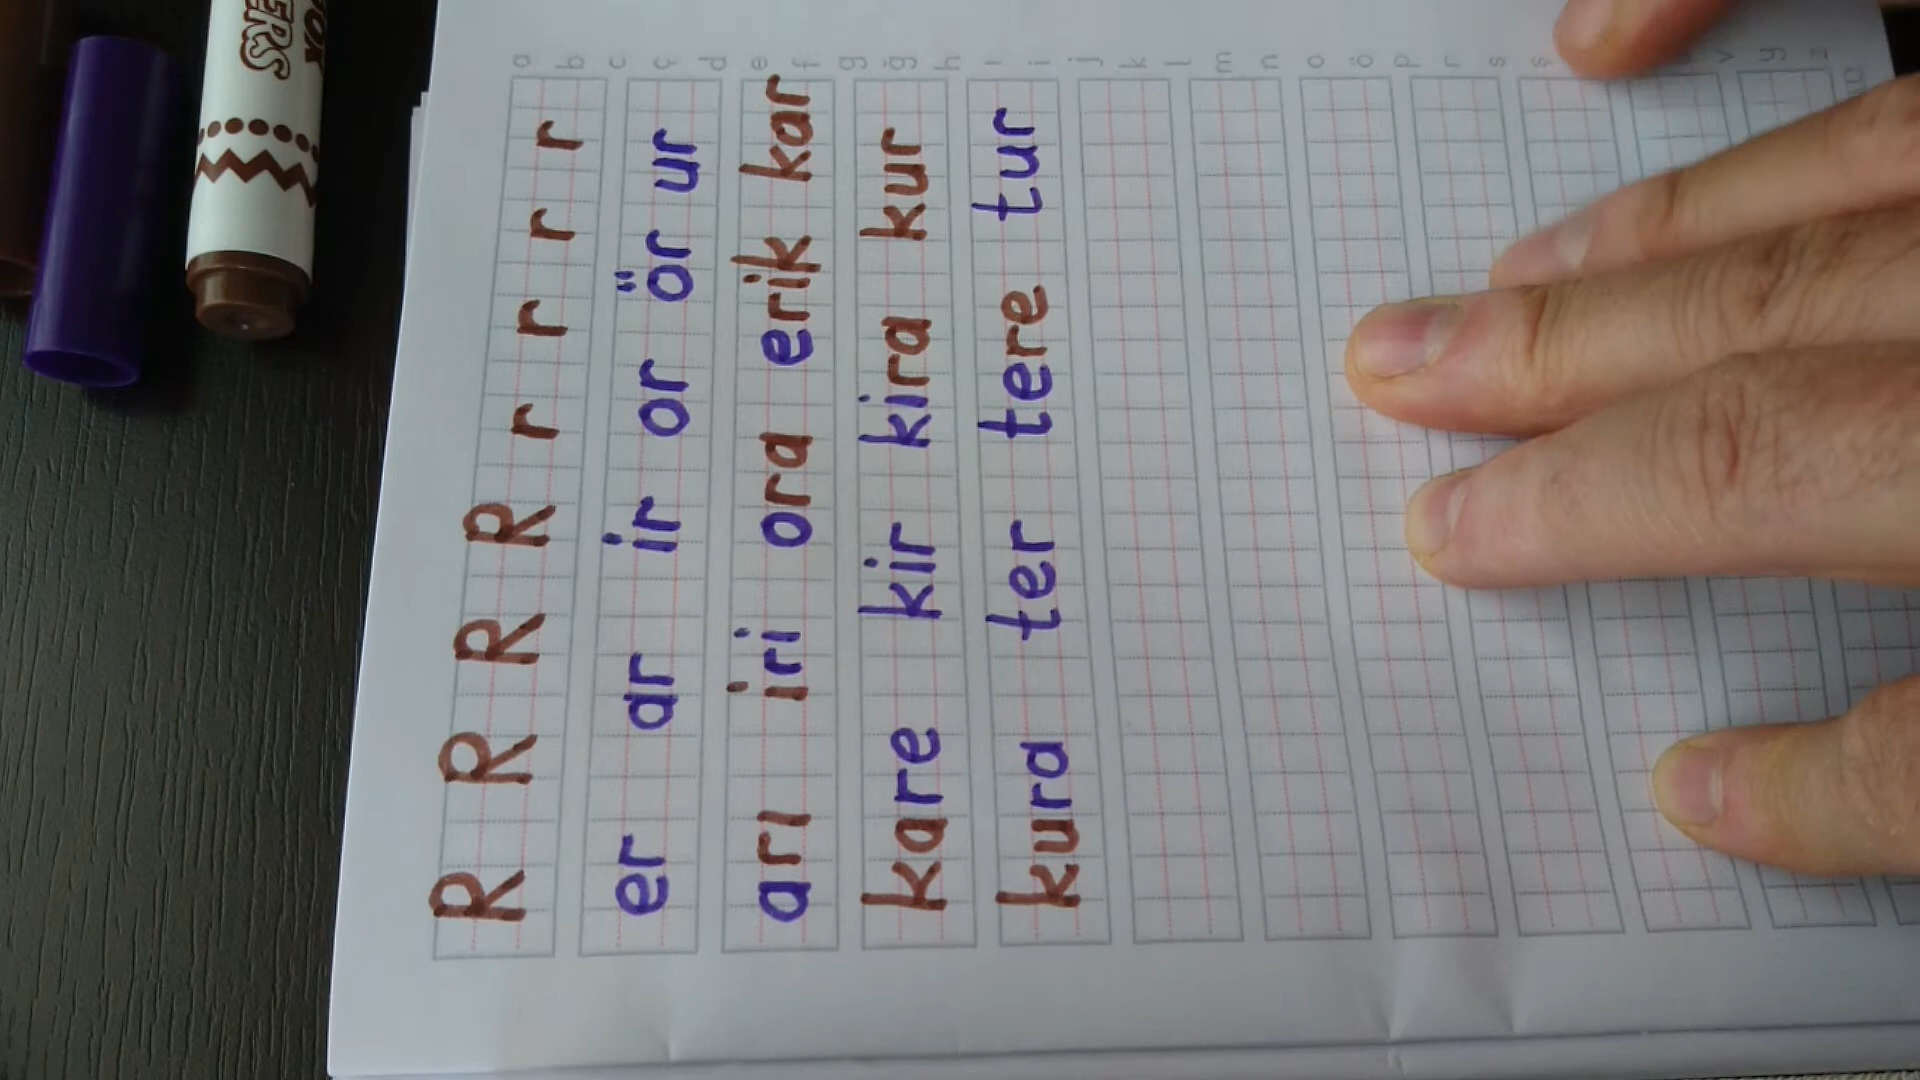 a b c ç d e f g ğ h ı i j k l m n o ö p r s ş v y z
R R R R r r r r
er ar ir or ör ur
arı iri ora erik kar
kare kir kira kur
kura ter tere tur